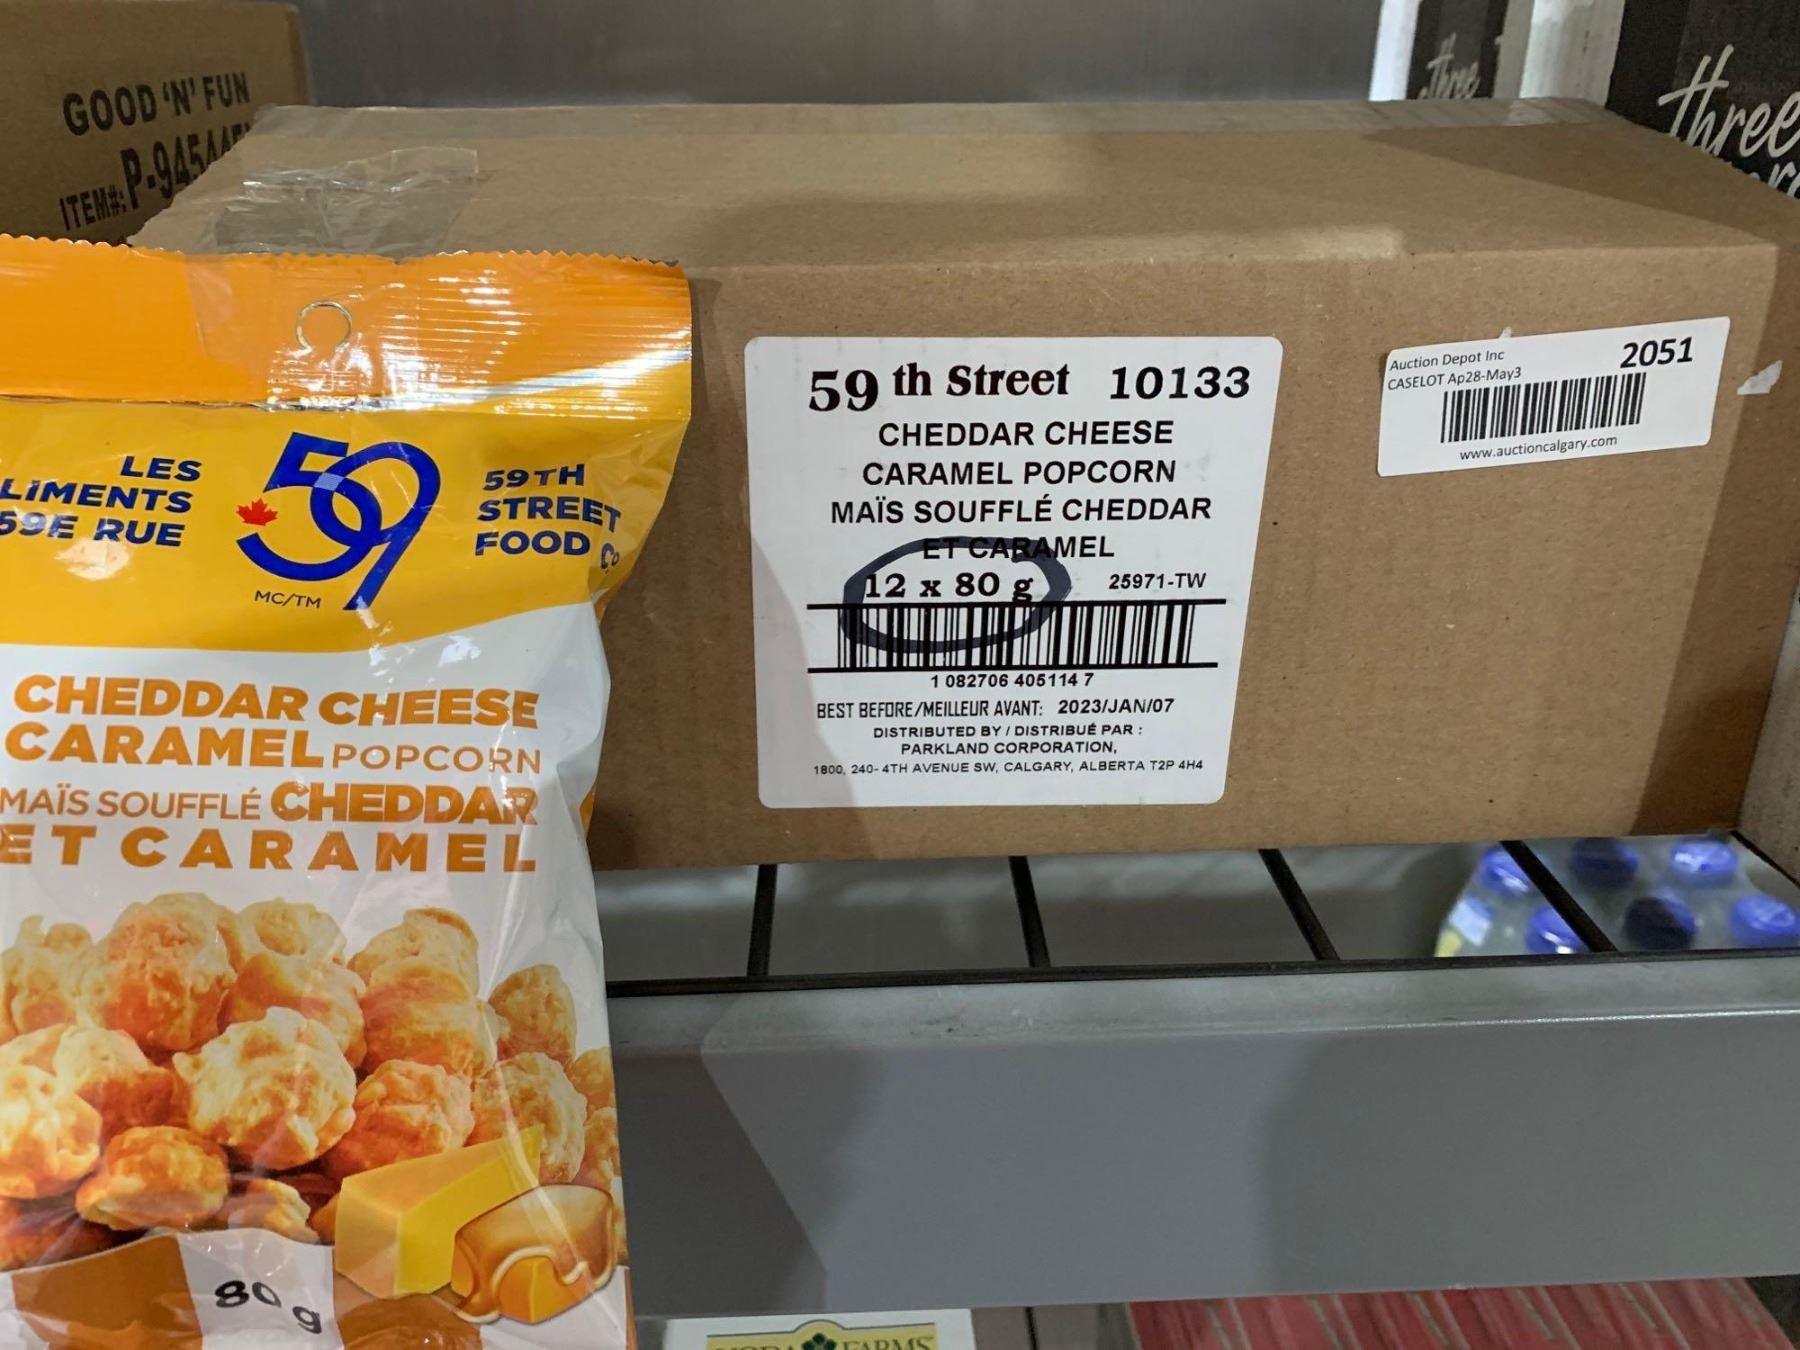 GOOD 'N' FUN
ITEM#:
three
three
LES
LIMENTS
59E RUE
59
MC/TM
59TH
STREET
FOOD Co
CHEDDAR CHEESE
CARAMEL POPCORN
MAÏS SOUFFLÉ CHEDDAR
ET CARAMEL
80 g
59 th Street 10133
CHEDDAR CHEESE
CARAMEL POPCORN
MAÏS SOUFFLÉ CHEDDAR
ET CARAMEL
12 x 80 g 25971-TW
1 082706 405114 7
BEST BEFORE/MEILLEUR AVANT: 2023/JAN/07
DISTRIBUTED BY / DISTRIBUÉ PAR :
PARKLAND CORPORATION,
1800, 240- 4TH AVENUE SW, CALGARY, ALBERTA T2P 4H4
Auction Depot Inc 2051
CASELOT Ap28-May3
www.auctioncalgary.com
FARMS